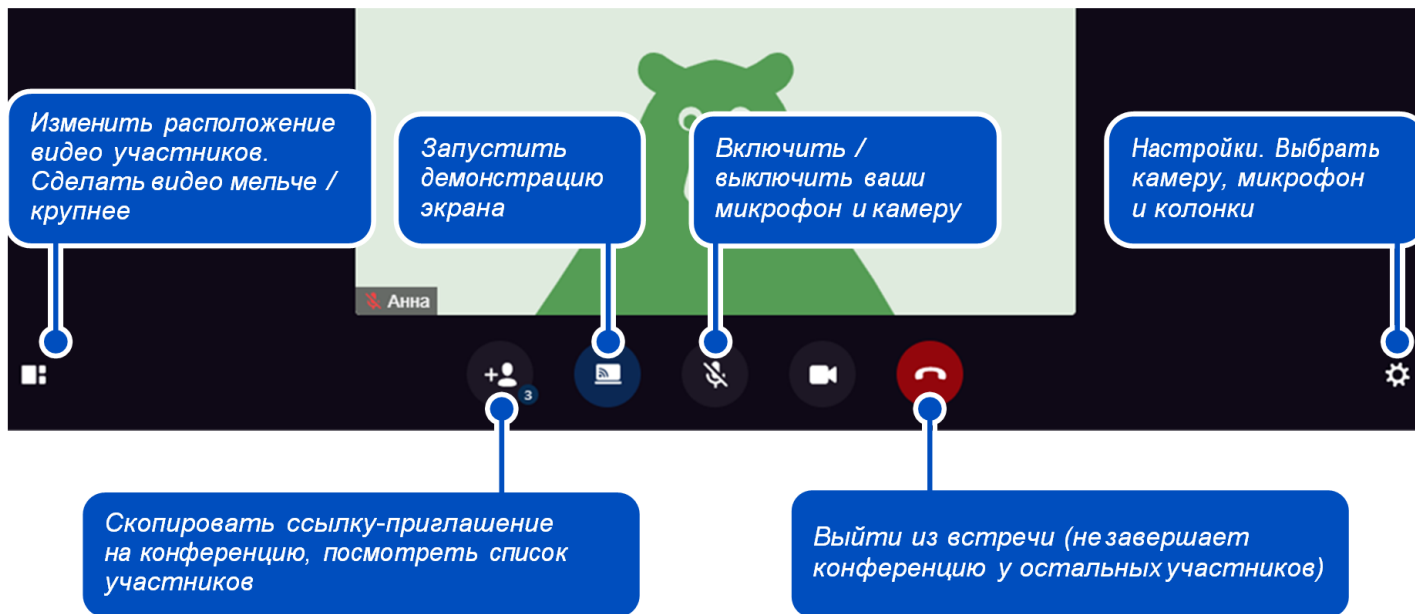 Изменить расположение
видео участников.
Сделать видео мельче /
крупнее
Запустить
демонстрацию
экрана
Включить /
выключить ваши
микрофон и камеру
Настройки. Выбрать
камеру, микрофон
и колонки
Анна
3
Скопировать ссылку-приглашение
на конференцию, посмотреть список
участников
Выйти из встречи (не завершает
конференцию у остальных участников)